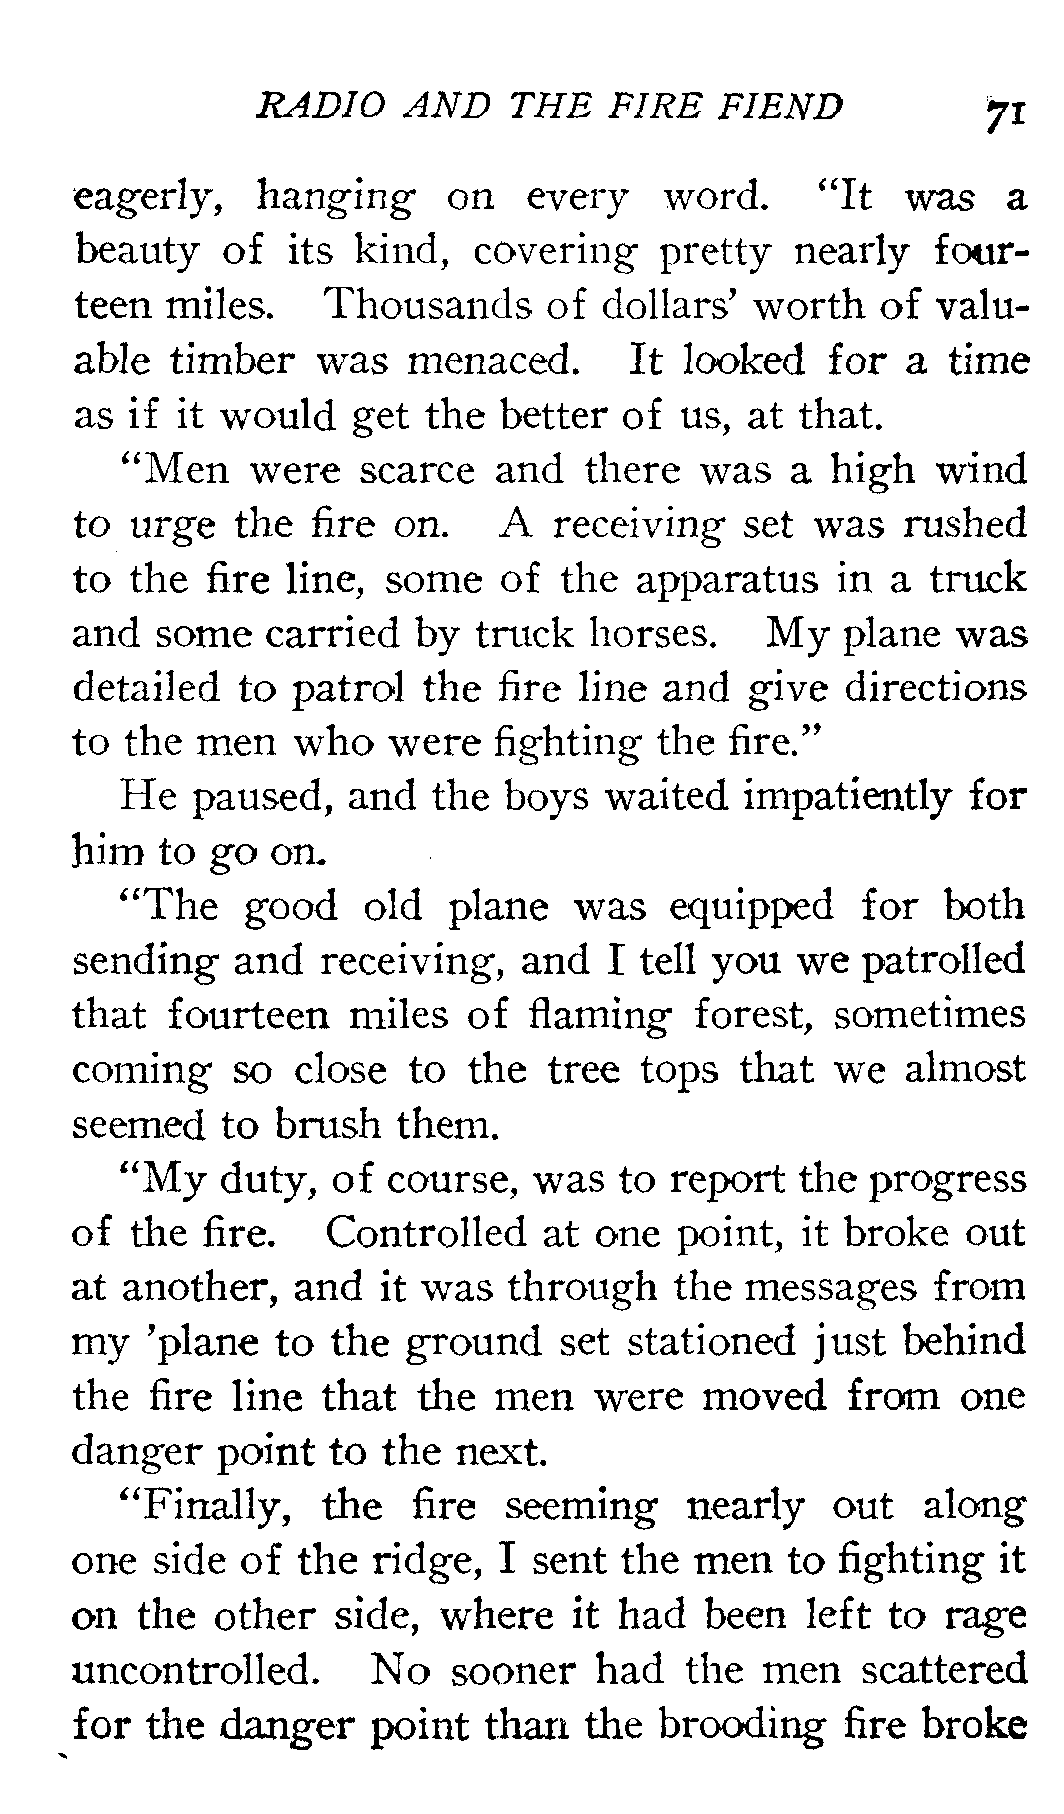 RADIO AND THE FIRE FIEND 71
eagerly, hanging on every word. “It was a
beauty of its kind, covering pretty nearly four-
teen miles. Thousands of dollars’ worth of valu-
able timber was menaced. It looked for a time
as if it would get the better of us, at that.
“Men were scarce and there was a high wind
to urge the fire on. A receiving set was rushed
to the fire line, some of the apparatus in a truck
and some carried by truck horses. My plane was
detailed to patrol the fire line and give directions
to the men who were fighting the fire.”
He paused, and the boys waited impatiently for
him to go on.
“The good old plane was equipped for both
sending and receiving, and I tell you we patrolled
that fourteen miles of flaming forest, sometimes
coming so close to the tree tops that we almost
seemed to brush them.
“My duty, of course, was to report the progress
of the fire. Controlled at one point, it broke out
at another, and it was through the messages from
my ’plane to the ground set stationed just behind
the fire line that the men were moved from one
danger point to the next.
“Finally, the fire seeming nearly out along
one side of the ridge, I sent the men to fighting it
on the other side, where it had been left to rage
uncontrolled. No sooner had the men scattered
for the danger point than the brooding fire broke